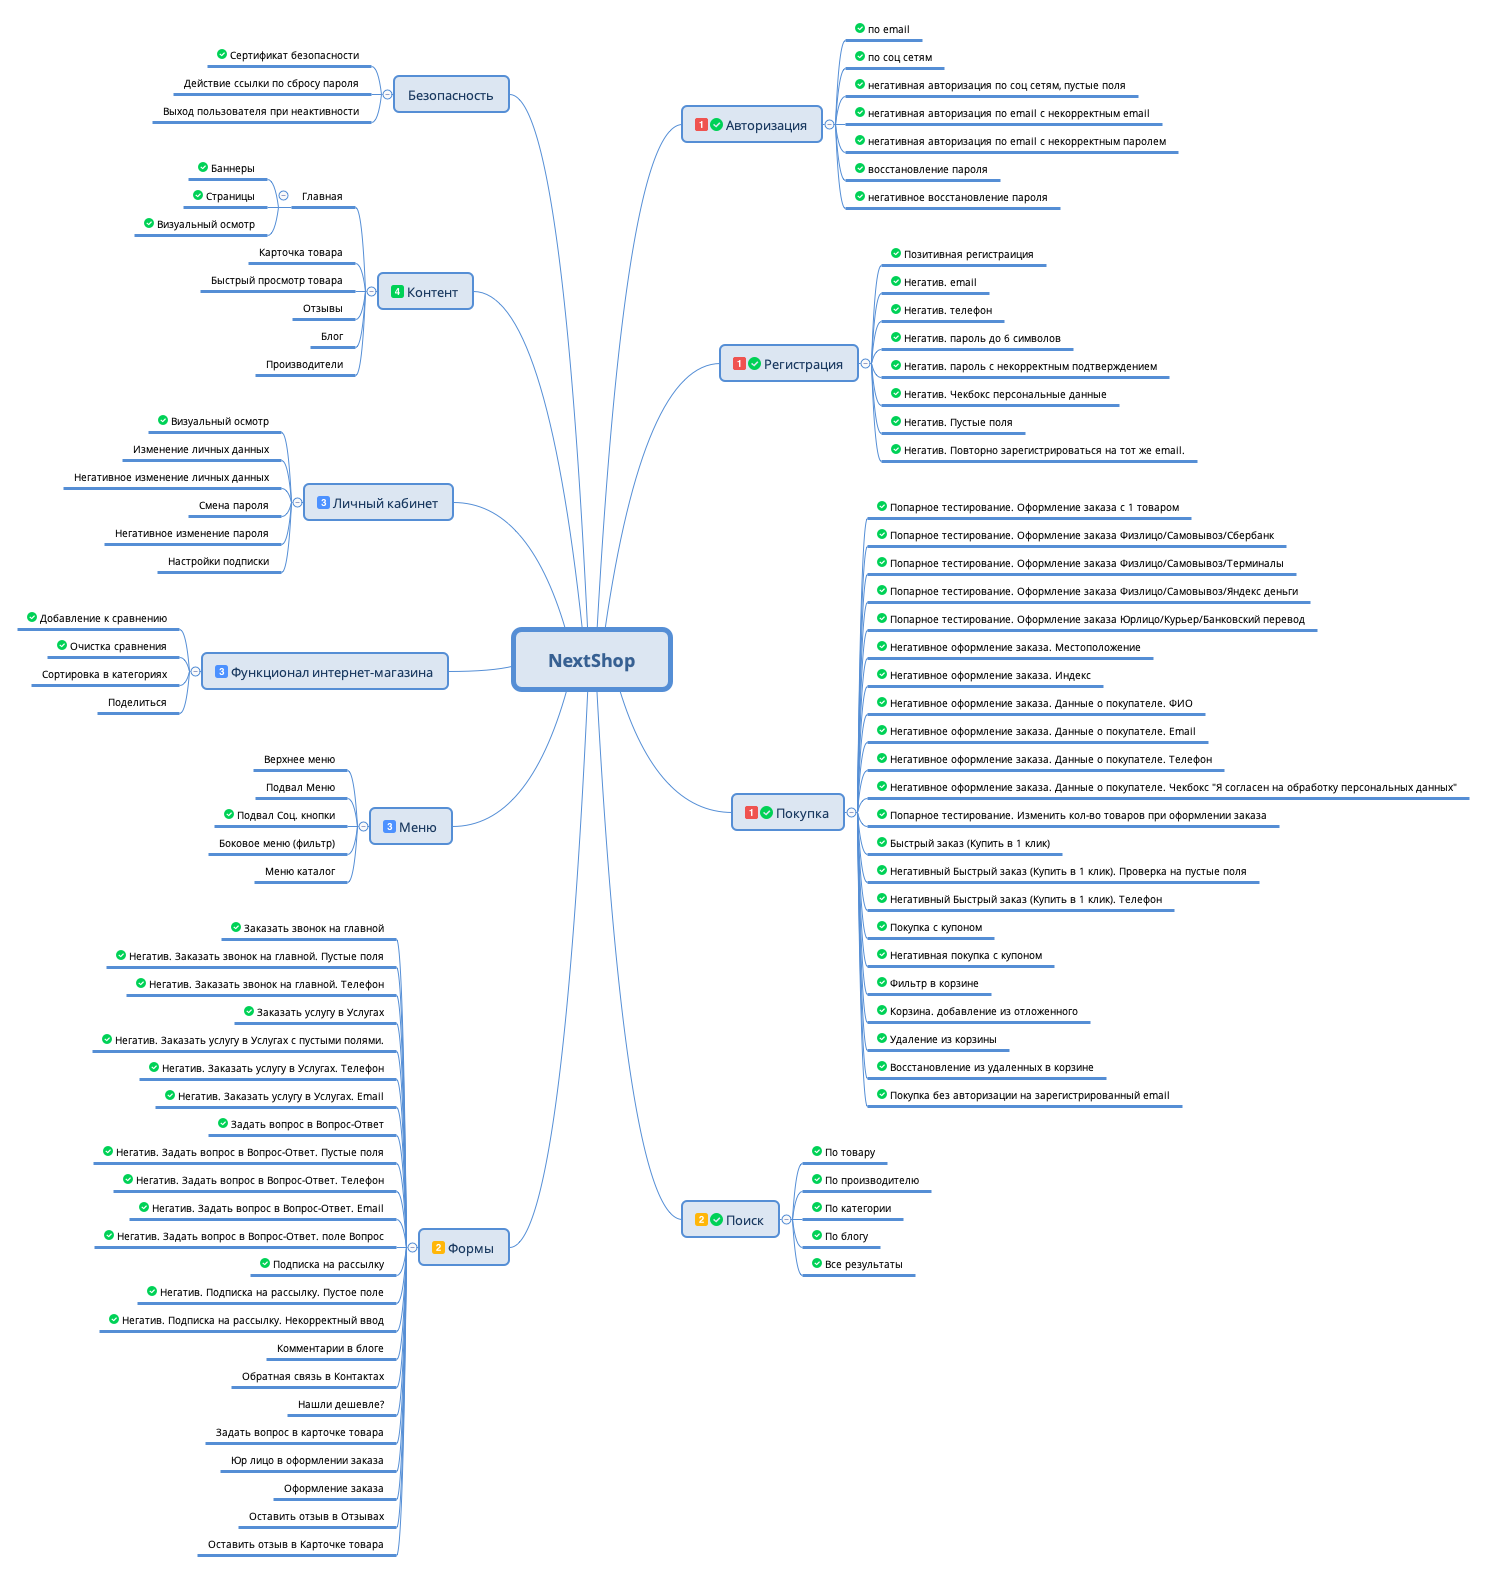 NextShop
1 Авторизация
по email
по соц сетям
негативная авторизация по соц сетям, пустые поля
негативная авторизация по email с некорректным email
негативная авторизация по email с некорректным паролем
восстановление пароля
негативное восстановление пароля
1 Регистрация
Позитивная регистраиция
Негатив. email
Негатив. телефон
Негатив. пароль до 6 символов
Негатив. пароль с некорректным подтверждением
Негатив. Чекбокс персональные данные
Негатив. Пустые поля
Негатив. Повторно зарегистрироваться на тот же email.
1 Покупка
Попарное тестирование. Оформление заказа с 1 товаром
Попарное тестирование. Оформление заказа Физлицо/Самовывоз/Сбербанк
Попарное тестирование. Оформление заказа Физлицо/Самовывоз/Терминалы
Попарное тестирование. Оформление заказа Физлицо/Самовывоз/Яндекс деньги
Попарное тестирование. Оформление заказа Юрлицо/Курьер/Банковский перевод
Негативное оформление заказа. Местоположение
Негативное оформление заказа. Индекс
Негативное оформление заказа. Данные о покупателе. ФИО
Негативное оформление заказа. Данные о покупателе. Email
Негативное оформление заказа. Данные о покупателе. Телефон
Негативное оформление заказа. Данные о покупателе. Чекбокс "Я согласен на обработку персональных данных"
Попарное тестирование. Изменить кол-во товаров при оформлении заказа
Быстрый заказ (Купить в 1 клик)
Негативный Быстрый заказ (Купить в 1 клик). Проверка на пустые поля
Негативный Быстрый заказ (Купить в 1 клик). Телефон
Покупка с купоном
Негативная покупка с купоном
Фильтр в корзине
Корзина. добавление из отложенного
Удаление из корзины
Восстановление из удаленных в корзине
Покупка без авторизации на зарегистрированный email
2 Поиск
По товару
По производителю
По категории
По блогу
Все результаты
Безопасность
Сертификат безопасности
Действие ссылки по сбросу пароля
Выход пользователя при неактивности
4 Контент
Главная
Баннеры
Страницы
Визуальный осмотр
Карточка товара
Быстрый просмотр товара
Отзывы
Блог
Производители
3 Личный кабинет
Визуальный осмотр
Изменение личных данных
Негативное изменение личных данных
Смена пароля
Негативное изменение пароля
Настройки подписки
3 Функционал интернет-магазина
Добавление к сравнению
Очистка сравнения
Сортировка в категориях
Поделиться
3 Меню
Верхнее меню
Подвал Меню
Подвал Соц. кнопки
Боковое меню (фильтр)
Меню каталог
2 Формы
Заказать звонок на главной
Негатив. Заказать звонок на главной. Пустые поля
Негатив. Заказать звонок на главной. Телефон
Заказать услугу в Услугах
Негатив. Заказать услугу в Услугах с пустыми полями.
Негатив. Заказать услугу в Услугах. Телефон
Негатив. Заказать услугу в Услугах. Email
Задать вопрос в Вопрос-Ответ
Негатив. Задать вопрос в Вопрос-Ответ. Пустые поля
Негатив. Задать вопрос в Вопрос-Ответ. Телефон
Негатив. Задать вопрос в Вопрос-Ответ. Email
Негатив. Задать вопрос в Вопрос-Ответ. поле Вопрос
Подписка на рассылку
Негатив. Подписка на рассылку. Пустое поле
Негатив. Подписка на рассылку. Некорректный ввод
Комментарии в блоге
Обратная связь в Контактах
Нашли дешевле?
Задать вопрос в карточке товара
Юр лицо в оформлении заказа
Оформление заказа
Оставить отзыв в Отзывах
Оставить отзыв в Карточке товара